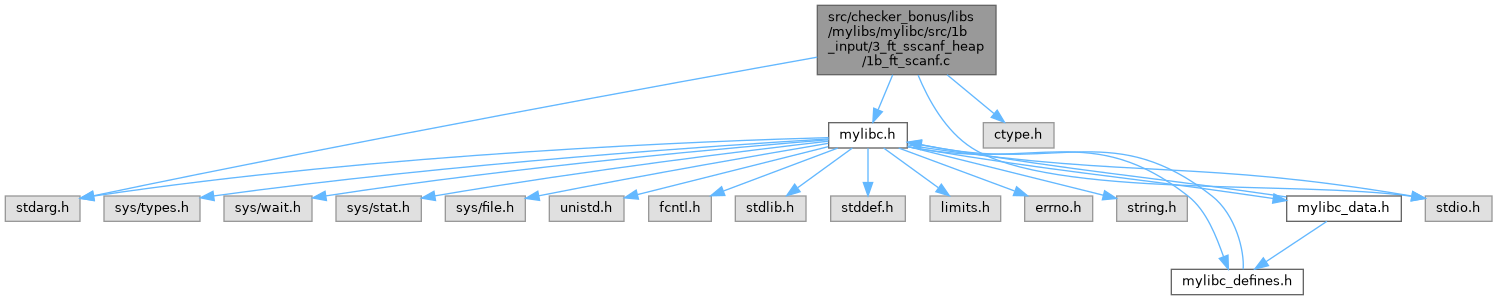 src/checker_bonus/libs
/mylibs/mylibc/src/1b
_input/3_ft_sscanf_heap
/1b_ft_scanf.c
mylibc.h
ctype.h
stdarg.h
sys/types.h
sys/wait.h
sys/stat.h
sys/file.h
unistd.h
fcntl.h
stdlib.h
stddef.h
limits.h
errno.h
string.h
mylibc_data.h
stdio.h
mylibc_defines.h